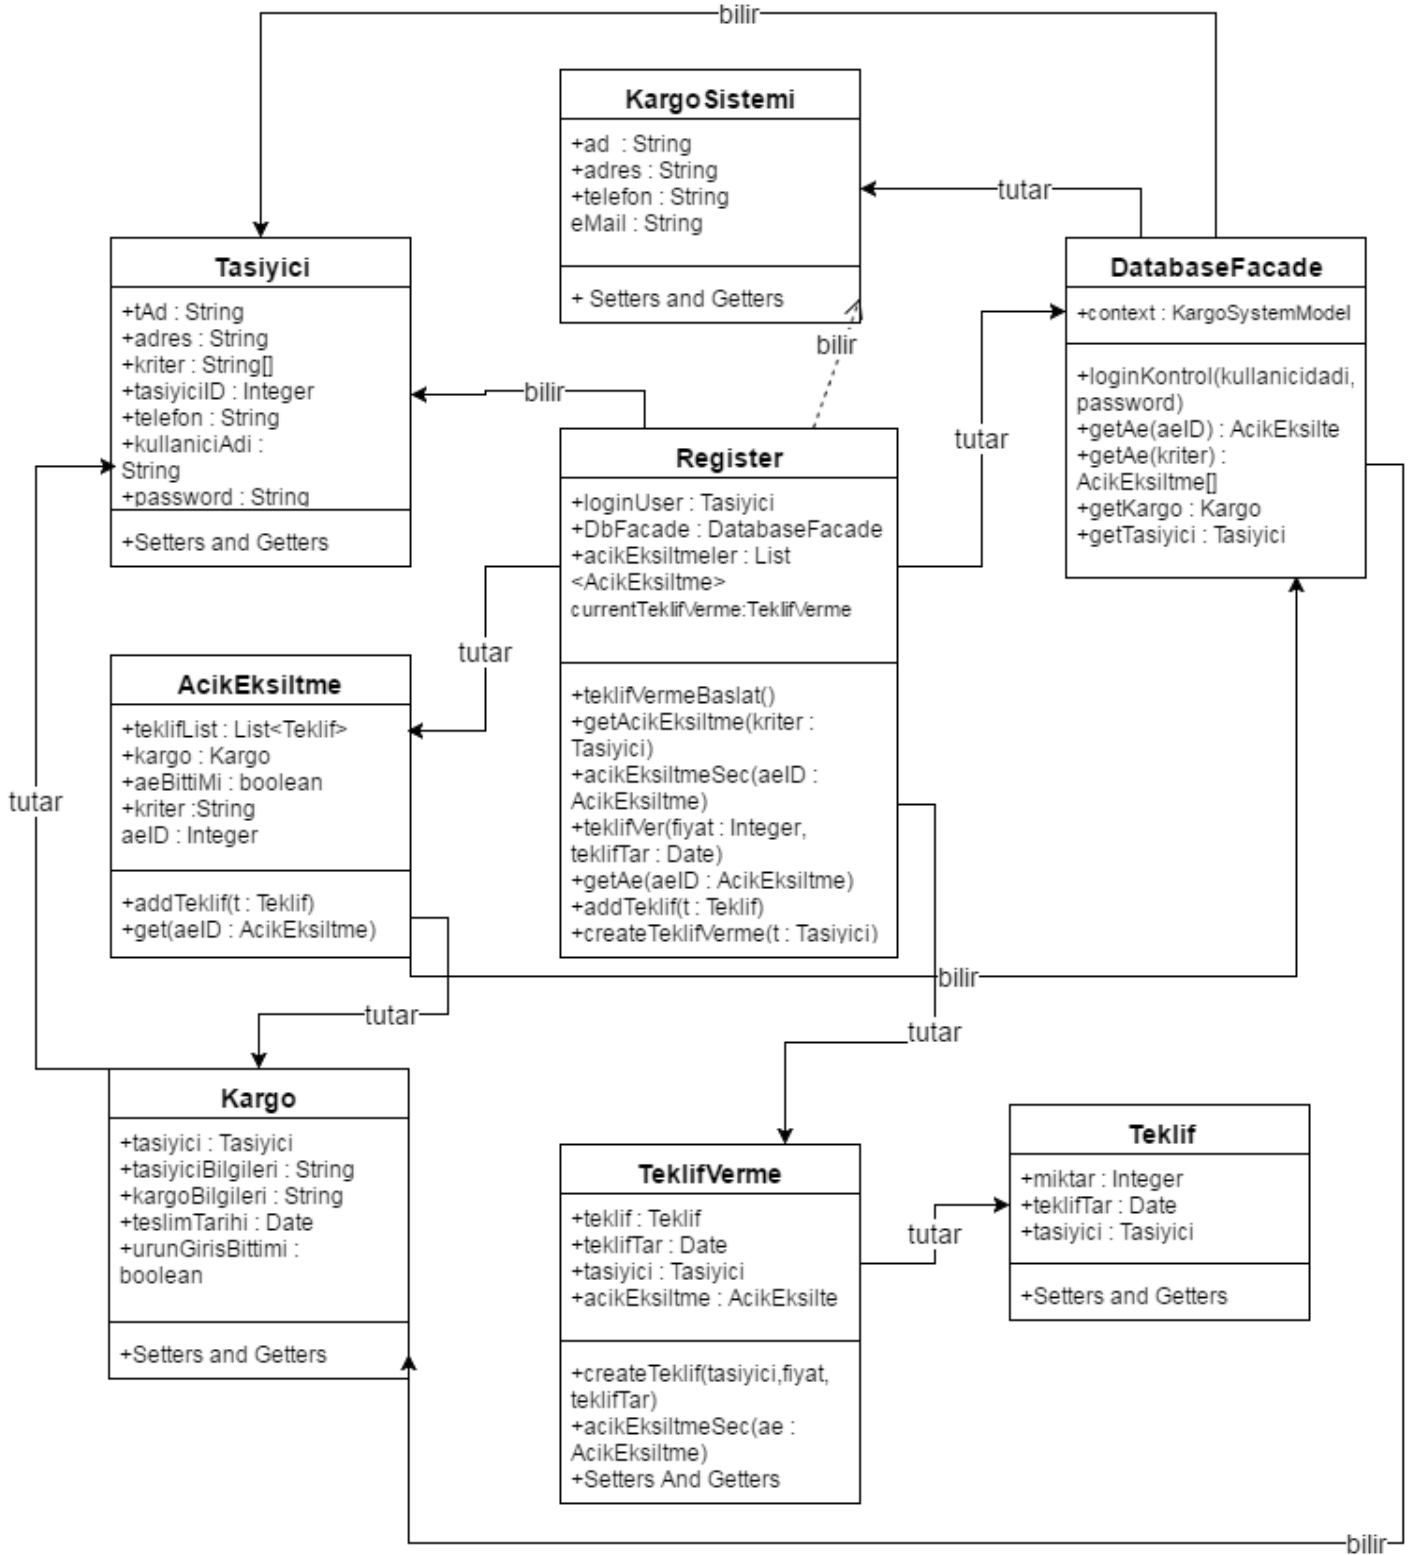 bilir
KargoSistemi
+ad : String
+adres : String
+telefon : String
eMail : String
+ Setters and Getters
tutar
Tasiyici
+tAd : String
+adres : String
+kriter : String[]
+tasiyiciID : Integer
+telefon : String
+kullaniciAdi :
String
+password : String
+Setters and Getters
DatabaseFacade
+context : KargoSystemModel
+loginKontrol(kullanicidadi,
password)
+getAe(aeID) : AcikEksilte
+getAe(kriter) :
AcikEksiltme[]
+getKargo : Kargo
+getTasiyici : Tasiyici
bilir
bilir
tutar
Register
+loginUser : Tasiyici
+DbFacade : DatabaseFacade
+acikEksiltmeler : List
<AcikEksiltme>
currentTeklifVerme:TeklifVerme
+teklifVermeBaslat()
+getAcikEksiltme(kriter :
Tasiyici)
+acikEksiltmeSec(aeID :
AcikEksiltme)
+teklifVer(fiyat : Integer,
teklifTar : Date)
+getAe(aeID : AcikEksiltme)
+addTeklif(t : Teklif)
+createTeklifVerme(t : Tasiyici)
tutar
AcikEksiltme
+teklifList : List<Teklif>
+kargo : Kargo
+aeBittiMi : boolean
+kriter :String
aeID : Integer
+addTeklif(t : Teklif)
+get(aeID : AcikEksiltme)
tutar
bilir
tutar
tutar
Kargo
+tasiyici : Tasiyici
+tasiyiciBilgileri : String
+kargoBilgileri : String
+teslimTarihi : Date
+urunGirisBittimi :
boolean
+Setters and Getters
TeklifVerme
+teklif : Teklif
+teklifTar : Date
+tasiyici : Tasiyici
+acikEksiltme : AcikEksilte
+createTeklif(tasiyici,fiyat,
teklifTar)
+acikEksiltmeSec(ae :
AcikEksiltme)
+Setters And Getters
tutar
Teklif
+miktar : Integer
+teklifTar : Date
+tasiyici : Tasiyici
+Setters and Getters
bilir